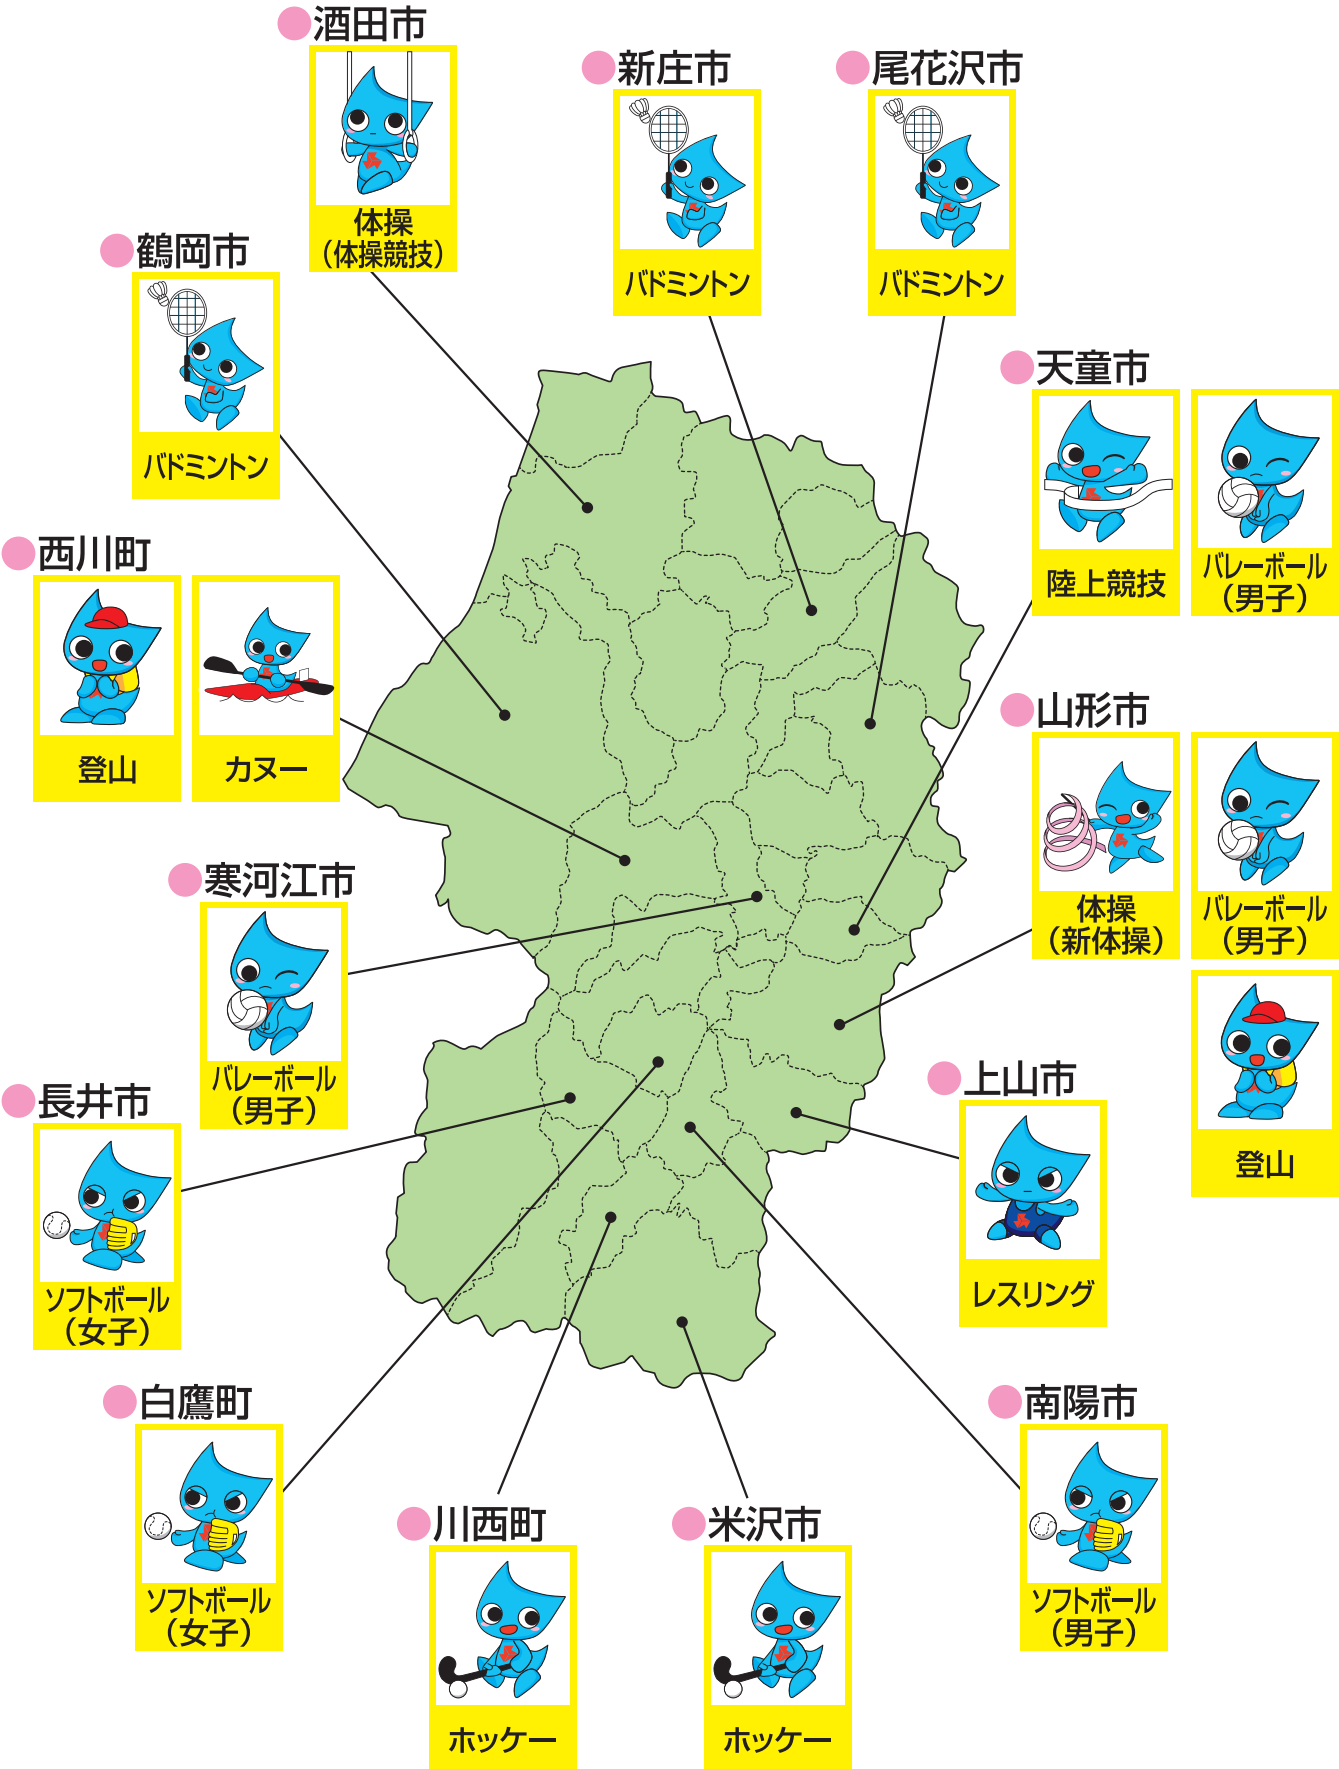 酒田市
体操
（体操競技）
新庄市
バドミントン
尾花沢市
バドミントン
鶴岡市
バドミントン
天童市
陸上競技
バレーボール
（男子）
西川町
登山
カヌー
山形市
体操
（新体操）
バレーボール
（男子）
登山
寒河江市
バレーボール
（男子）
上山市
レスリング
長井市
ソフトボール
（女子）
白鷹町
ソフトボール
（女子）
南陽市
ソフトボール
（男子）
川西町
ホッケー
米沢市
ホッケー